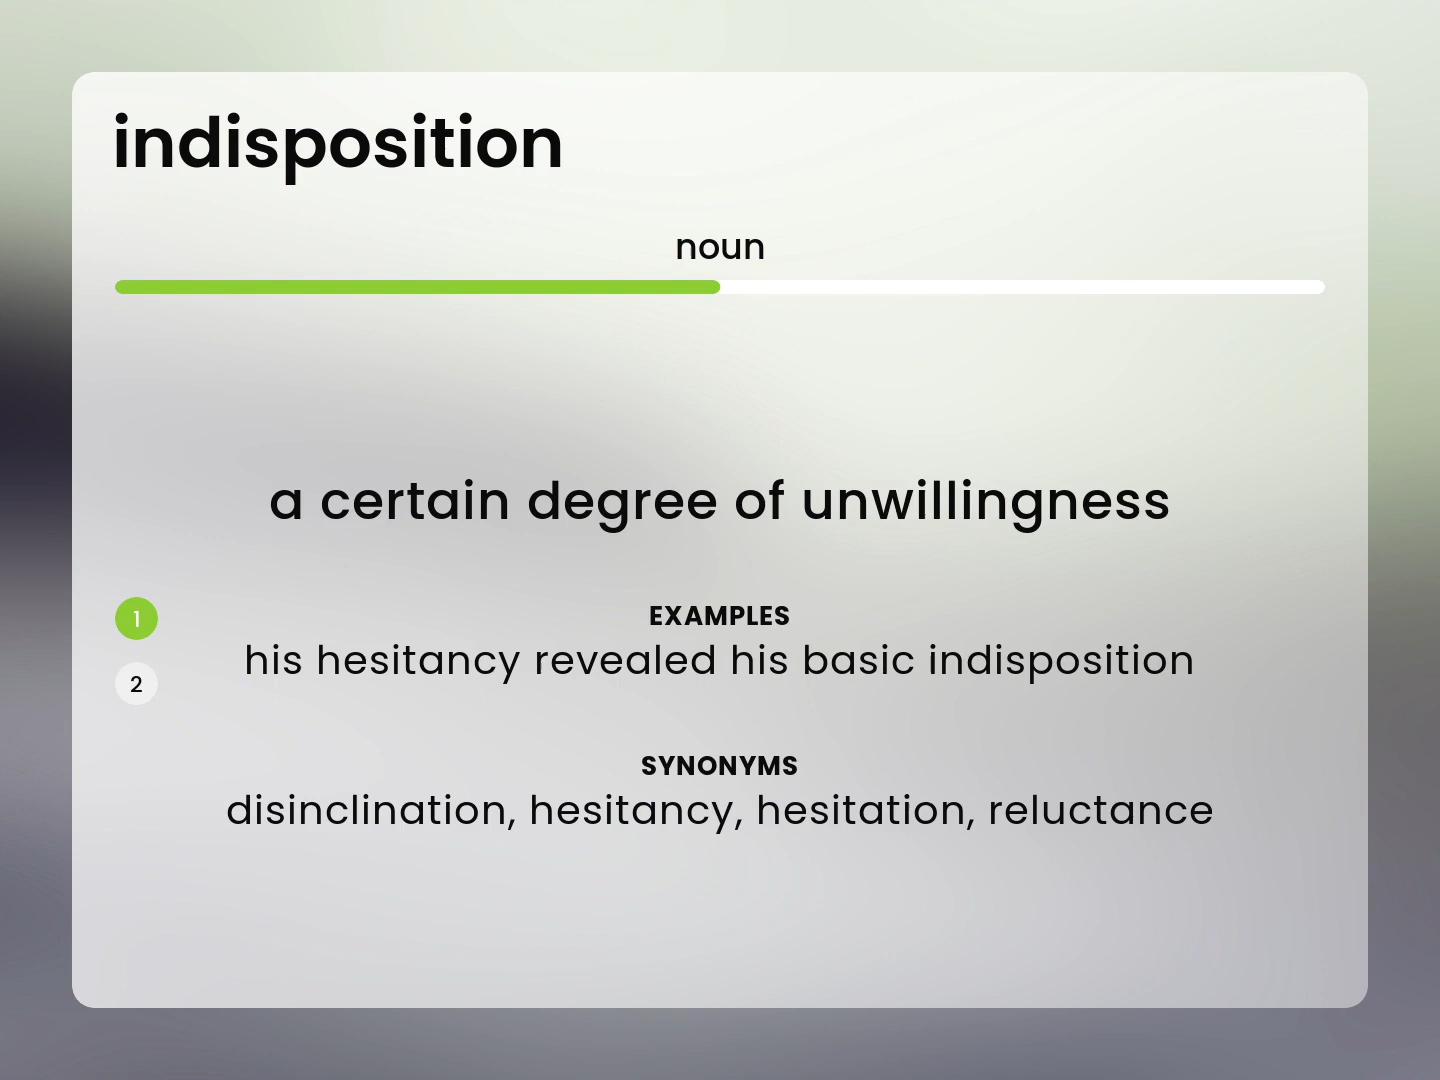 indisposition
noun
a certain degree of unwillingness
1
EXAMPLES
his hesitancy revealed his basic indisposition
2
SYNONYMS
disinclination, hesitancy, hesitation, reluctance